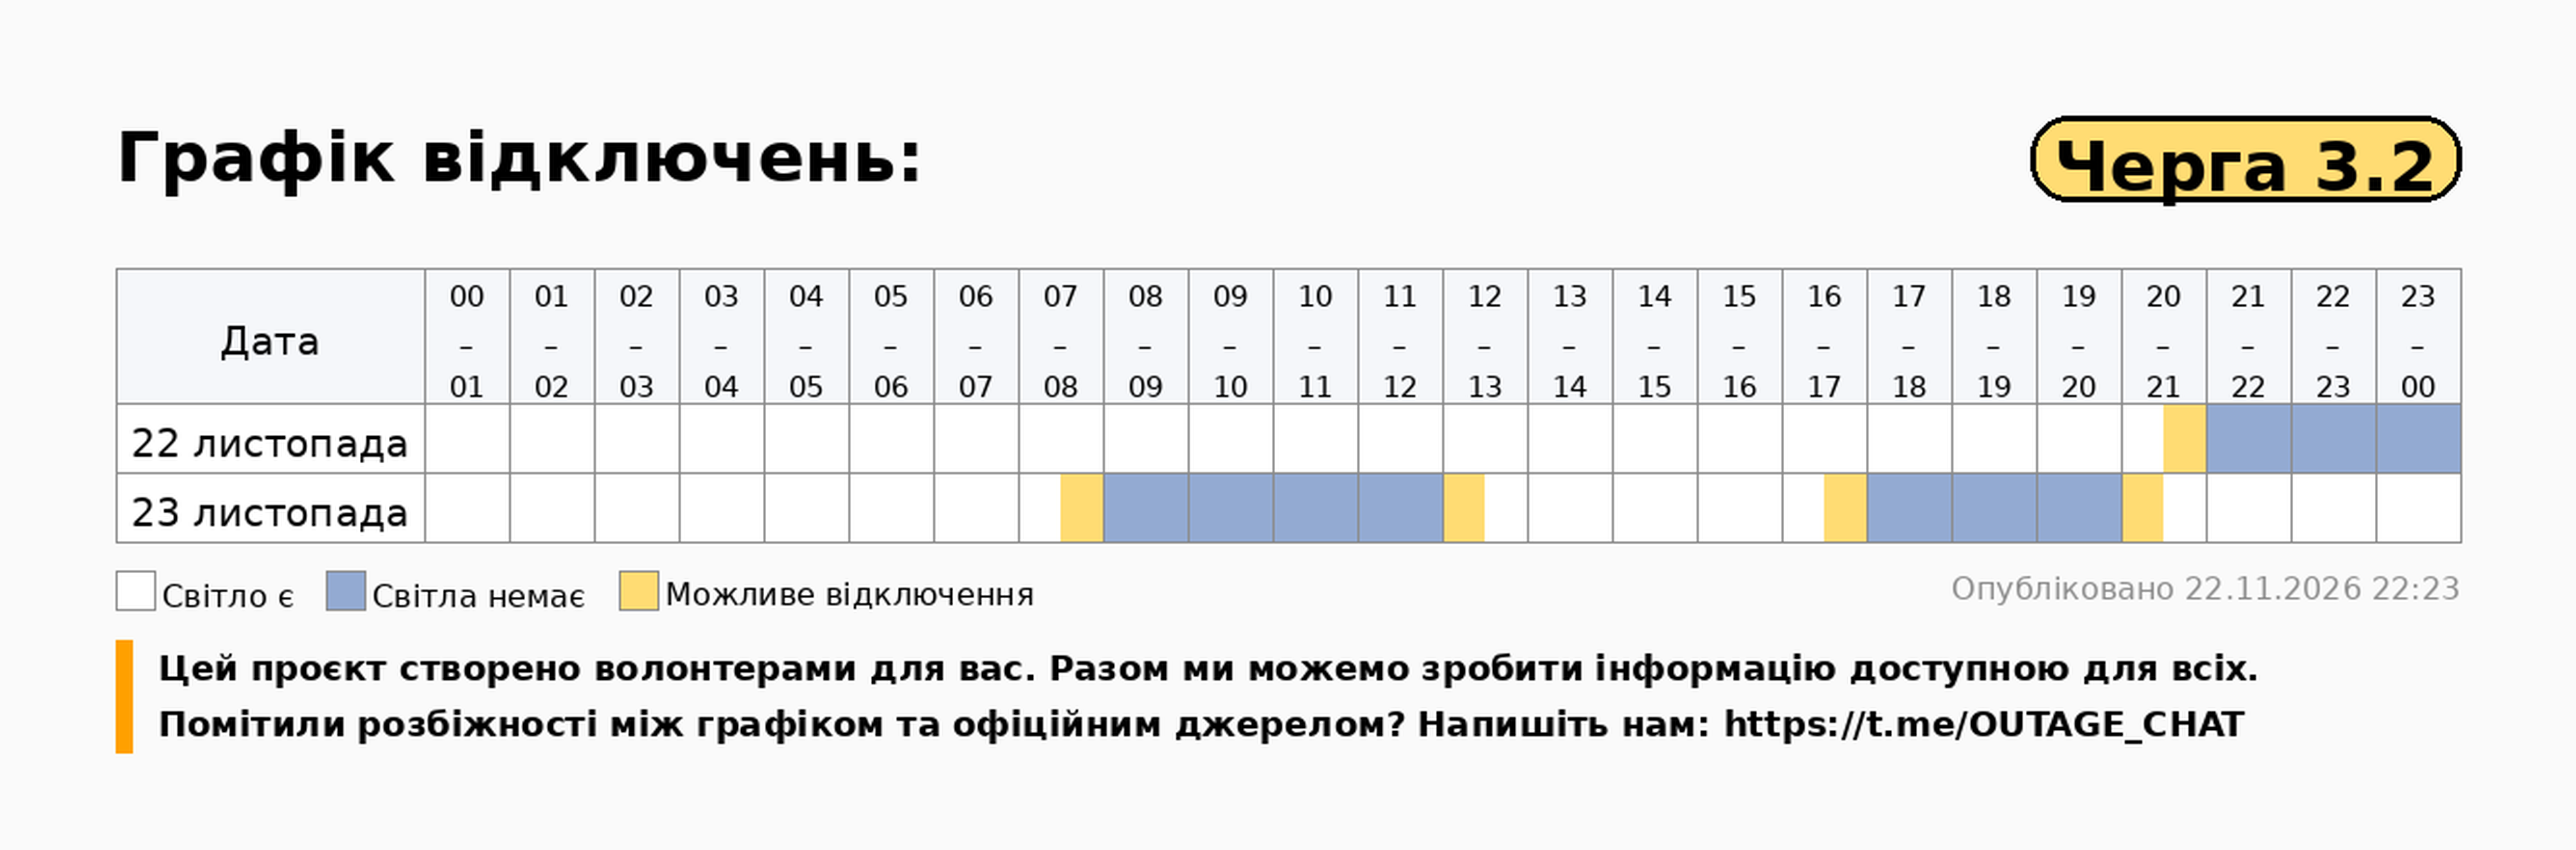 Графік відключень:
Черга 3.2
Дата
00 – 01
01 – 02
02 – 03
03 – 04
04 – 05
05 – 06
06 – 07
07 – 08
08 – 09
09 – 10
10 – 11
11 – 12
12 – 13
13 – 14
14 – 15
15 – 16
16 – 17
17 – 18
18 – 19
19 – 20
20 – 21
21 – 22
22 – 23
23 – 00
22 листопада
23 листопада
Світло є
Світла немає
Можливе відключення
Опубліковано 22.11.2026 22:23
Цей проєкт створено волонтерами для вас. Разом ми можемо зробити інформацію доступною для всіх.
Помітили розбіжності між графіком та офіційним джерелом? Напишіть нам: https://t.me/OUTAGE_CHAT